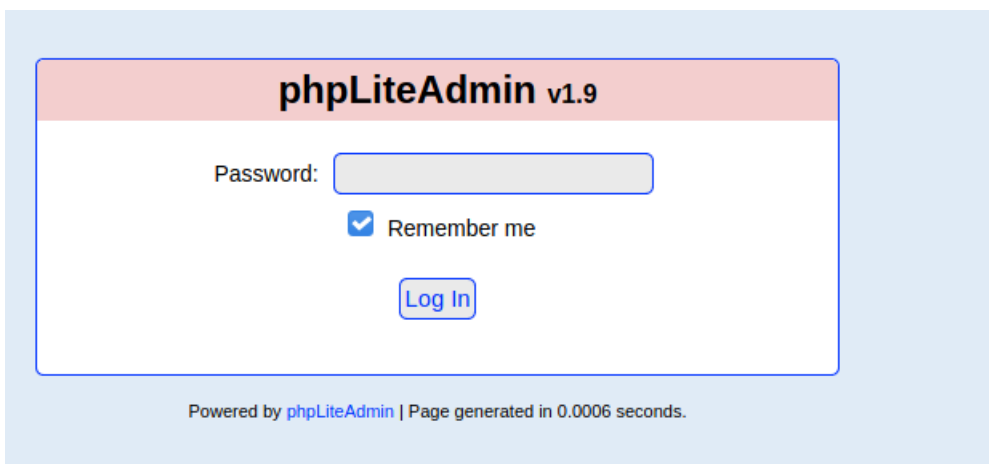 phpLiteAdmin v1.9
Password:
Remember me
Log In
Powered by phpLiteAdmin | Page generated in 0.0006 seconds.